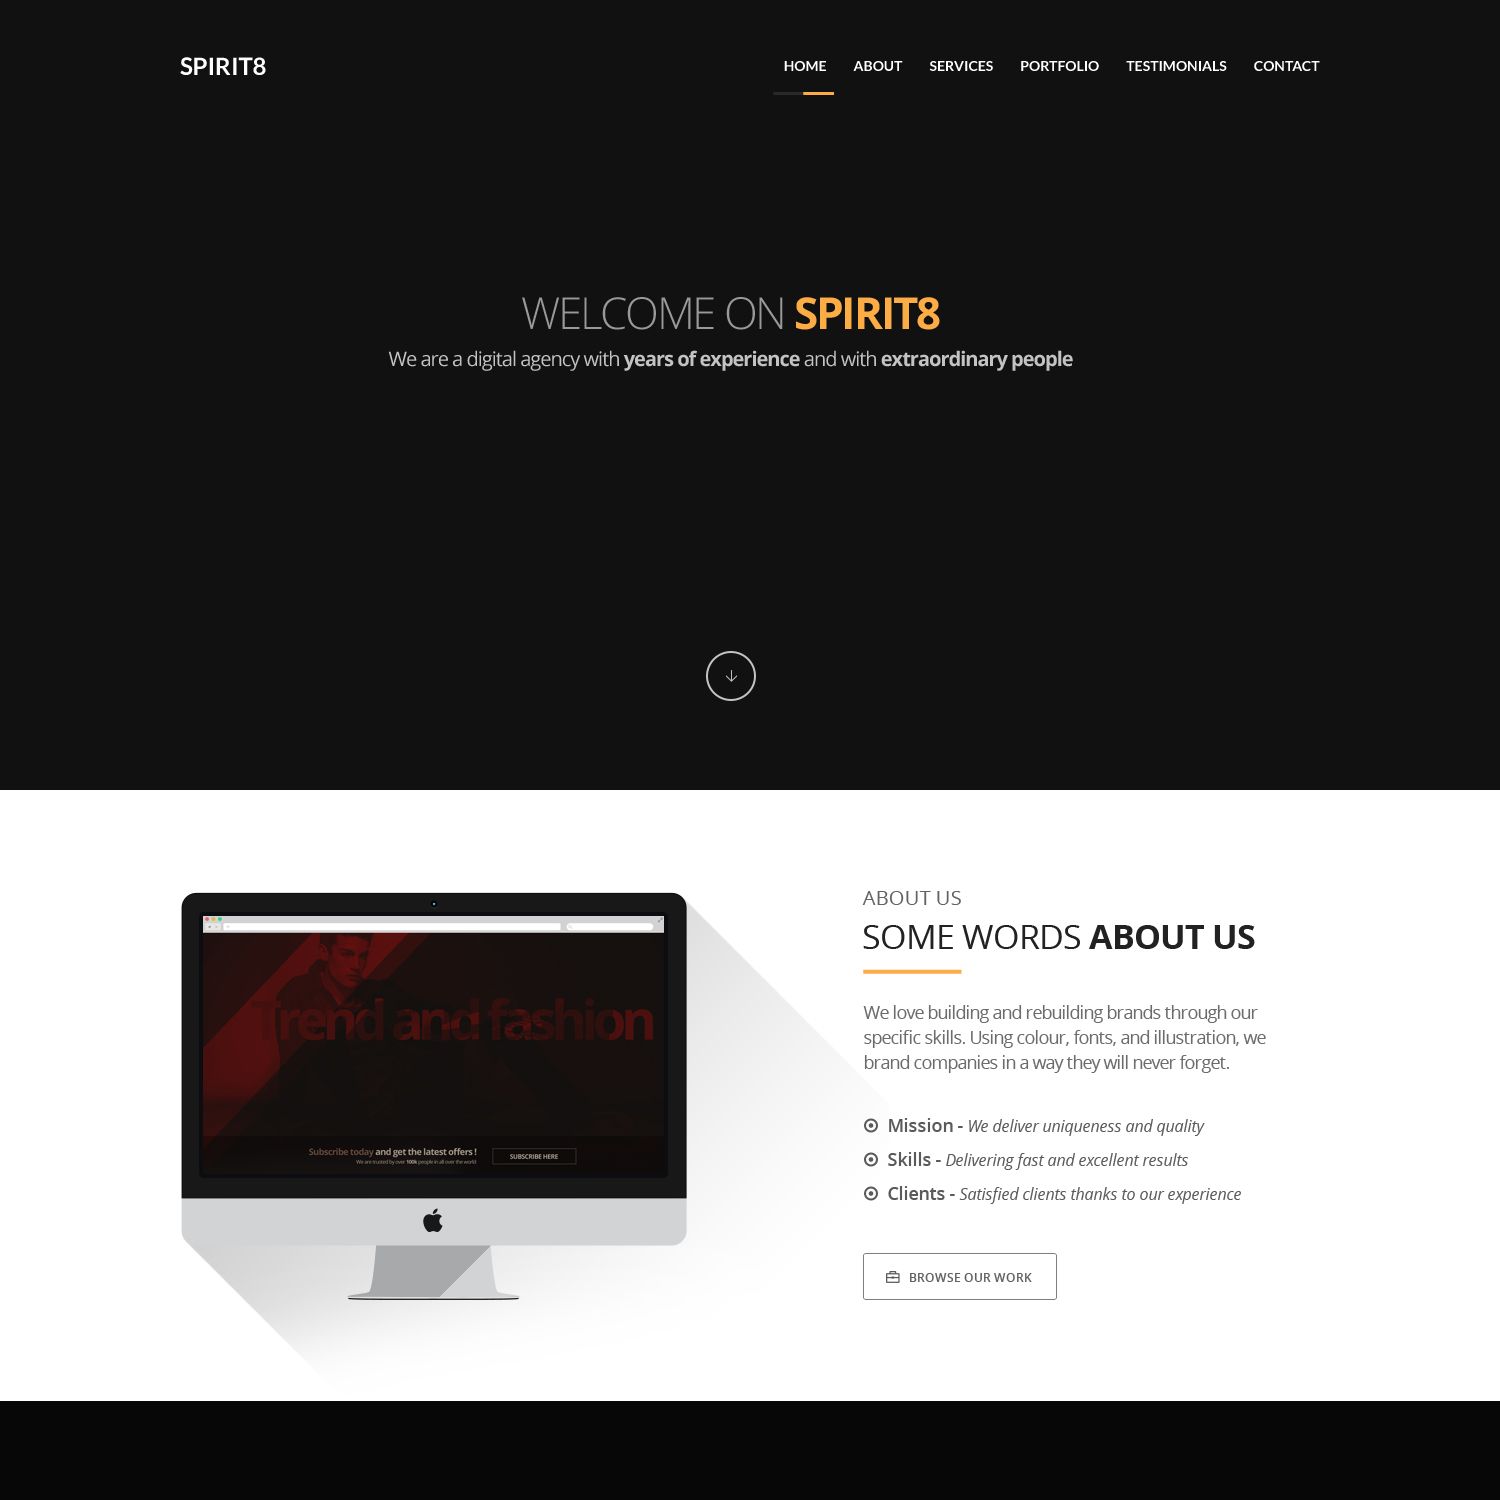 SPIRIT8
HOME ABOUT SERVICES PORTFOLIO TESTIMONIALS CONTACT
WELCOME ON SPIRIT8
We are a digital agency with years of experience and with extraordinary people
Trend and fashion
Subscribe today and get the latest offers !
We are trusted by over 100k people in all over the world
SUBSCRIBE HERE
ABOUT US
SOME WORDS ABOUT US
We love building and rebuilding brands through our
specific skills. Using colour, fonts, and illustration, we
brand companies in a way they will never forget.
Mission - We deliver uniqueness and quality
Skills - Delivering fast and excellent results
Clients - Satisfied clients thanks to our experience
BROWSE OUR WORK